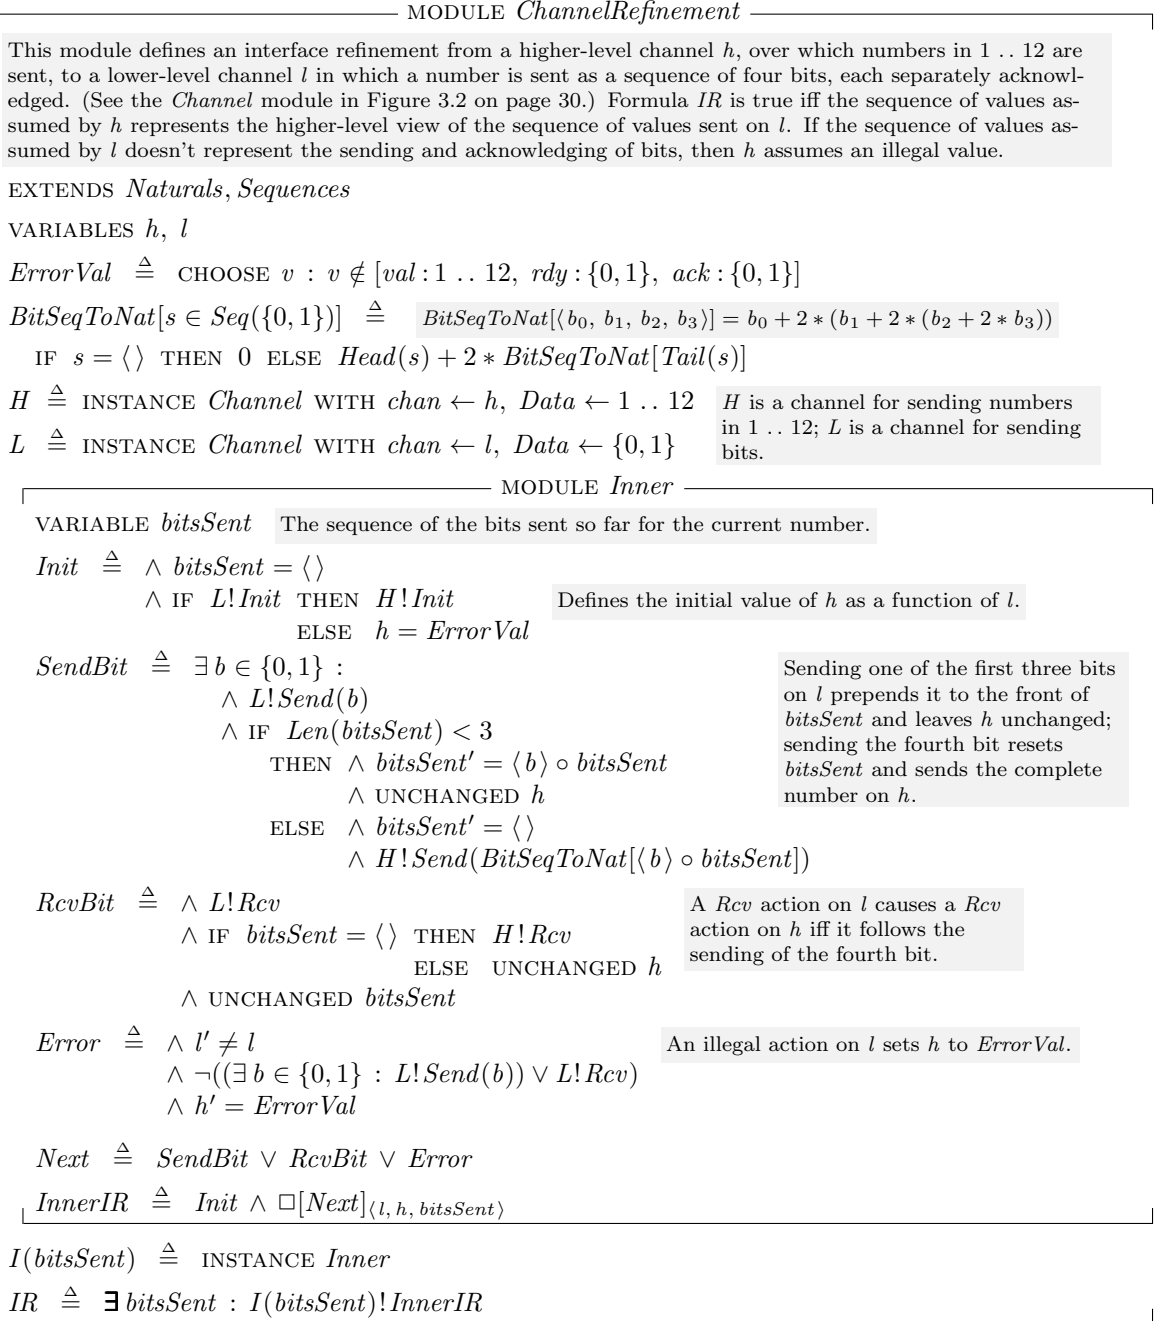 MODULE ChannelRefinement
This module defines an interface refinement from a higher-level channel h, over which numbers in 1 .. 12 are
sent, to a lower-level channel l in which a number is sent as a sequence of four bits, each separately acknowl-
edged. (See the Channel module in Figure 3.2 on page 30.) Formula IR is true iff the sequence of values as-
sumed by h represents the higher-level view of the sequence of values sent on l. If the sequence of values as-
sumed by l doesn't represent the sending and acknowledging of bits, then h assumes an illegal value.
EXTENDS Naturals, Sequences
VARIABLES h, l
ErrorVal ≜ CHOOSE v : v ∉ [val : 1 .. 12, rdy : {0, 1}, ack : {0, 1}]
BitSeqToNat[s ∈ Seq({0, 1})] ≜ BitSeqToNat[⟨b₀, b₁, b₂, b₃⟩] = b₀ + 2 * (b₁ + 2 * (b₂ + 2 * b₃))
IF s = ⟨ ⟩ THEN 0 ELSE Head(s) + 2 * BitSeqToNat[Tail(s)]
H ≜ INSTANCE Channel WITH chan ← h, Data ← 1 .. 12
L ≜ INSTANCE Channel WITH chan ← l, Data ← {0, 1}
H is a channel for sending numbers
in 1 .. 12; L is a channel for sending
bits.
MODULE Inner
VARIABLE bitsSent The sequence of the bits sent so far for the current number.
Init ≜ ∧ bitsSent = ⟨ ⟩
∧ IF L!Init THEN H!Init Defines the initial value of h as a function of l.
ELSE h = ErrorVal
SendBit ≜ ∃ b ∈ {0, 1} :
∧ L!Send(b)
∧ IF Len(bitsSent) < 3
THEN ∧ bitsSent′ = ⟨b⟩ ∘ bitsSent
∧ UNCHANGED h
ELSE ∧ bitsSent′ = ⟨ ⟩
∧ H!Send(BitSeqToNat[⟨b⟩ ∘ bitsSent])
Sending one of the first three bits
on l prepends it to the front of
bitsSent and leaves h unchanged;
sending the fourth bit resets
bitsSent and sends the complete
number on h.
RcvBit ≜ ∧ L!Rcv
∧ IF bitsSent = ⟨ ⟩ THEN H!Rcv
ELSE UNCHANGED h
∧ UNCHANGED bitsSent
A Rcv action on l causes a Rcv
action on h iff it follows the
sending of the fourth bit.
Error ≜ ∧ l′ ≠ l An illegal action on l sets h to ErrorVal.
∧ ¬((∃ b ∈ {0, 1} : L!Send(b)) ∨ L!Rcv)
∧ h′ = ErrorVal
Next ≜ SendBit ∨ RcvBit ∨ Error
InnerIR ≜ Init ∧ □[Next]⟨l, h, bitsSent⟩
I(bitsSent) ≜ INSTANCE Inner
IR ≜ ∃ bitsSent : I(bitsSent)!InnerIR